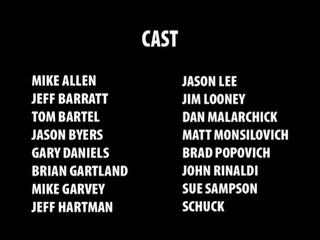 CAST
MIKE ALLEN
JEFF BARRATT
TOM BARTEL
JASON BYERS
GARY DANIELS
BRIAN GARTLAND
MIKE GARVEY
JEFF HARTMAN
JASON LEE
JIM LOONEY
DAN MALARCHICK
MATT MONSILOVICH
BRAD POPOVICH
JOHN RINALDI
SUE SAMPSON
SCHUCK